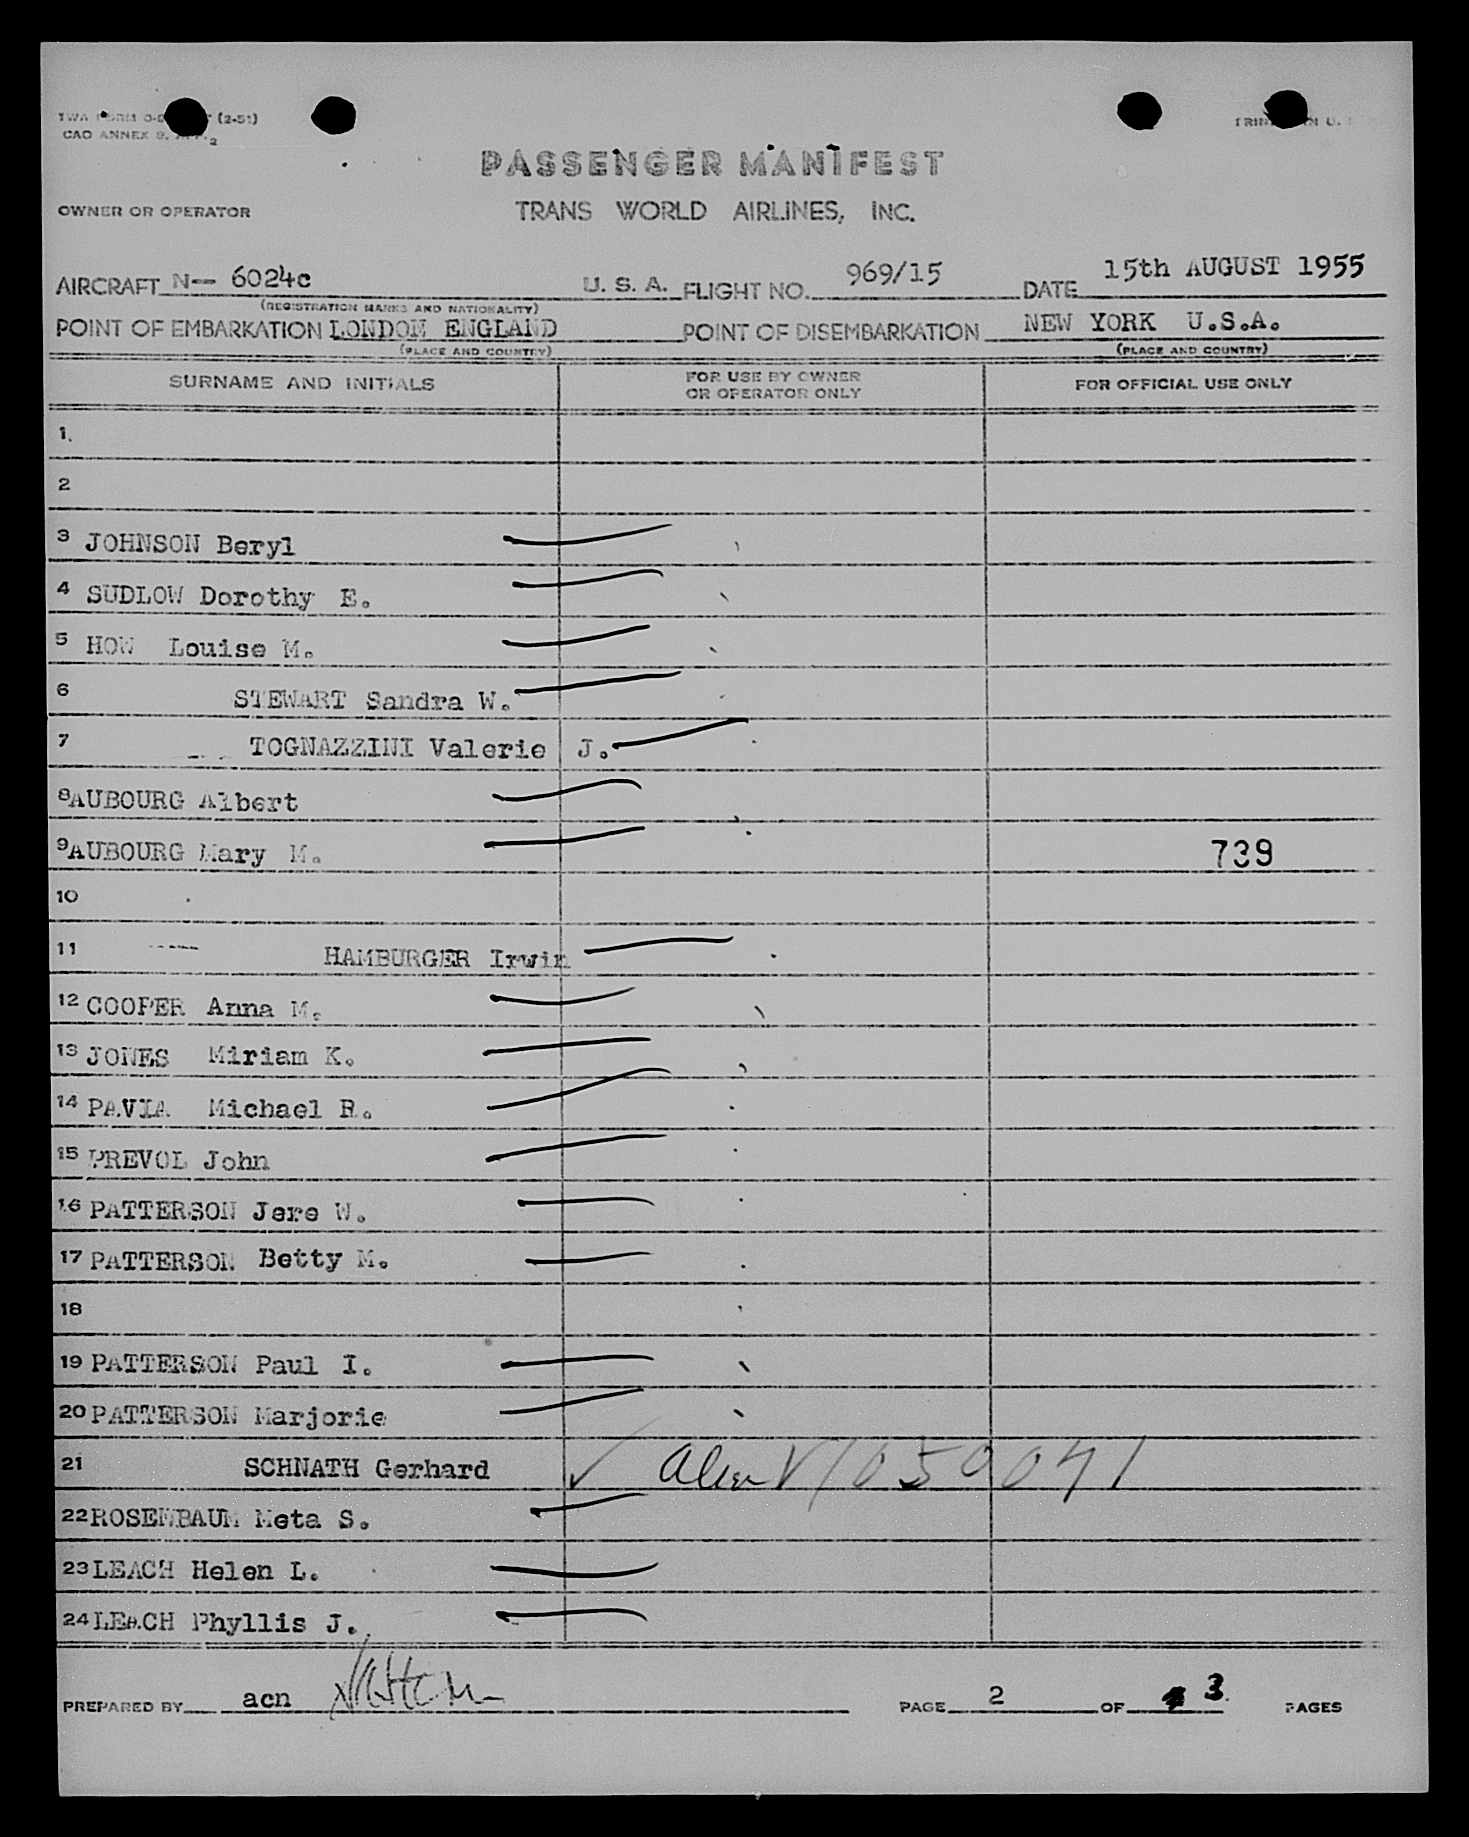 (2-51)
CAO ANNEX 9.
PASSENGER MANIFEST
OWNER OR OPERATOR TRANS WORLD AIRLINES, INC.
AIRCRAFT N-- 6024c U. S. A. FLIGHT NO. 969/15 DATE 15th AUGUST 1955
(REGISTRATION MARKS AND NATIONALITY)
POINT OF EMBARKATION LONDON ENGLAND POINT OF DISEMBARKATION NEW YORK U.S.A.
(PLACE AND COUNTRY) (PLACE AND COUNTRY)
SURNAME AND INITIALS FOR USE BY OWNER OR OPERATOR ONLY FOR OFFICIAL USE ONLY
1.
2
3 JOHNSON Beryl
4 SUDLOW Dorothy E.
5 HOW Louise M.
6 STEWART Sandra W.
7 TOGNAZZINI Valerie J.
8 AUBOURG Albert
9 AUBOURG Mary M. 739
10
11 HAMBURGER Irwin
12 COOPER Anna M.
13 JONES Miriam K.
14 PAVIA Michael R.
15 PREVOL John
16 PATTERSON Jere W.
17 PATTERSON Betty M.
18
19 PATTERSON Paul I.
20 PATTERSON Marjorie
21 SCHNATH Gerhard ✓
22 ROSENBAUM Meta S.
23 LEACH Helen L.
24 LEACH Phyllis J.
PREPARED BY acn PAGE 2 OF 3 PAGES